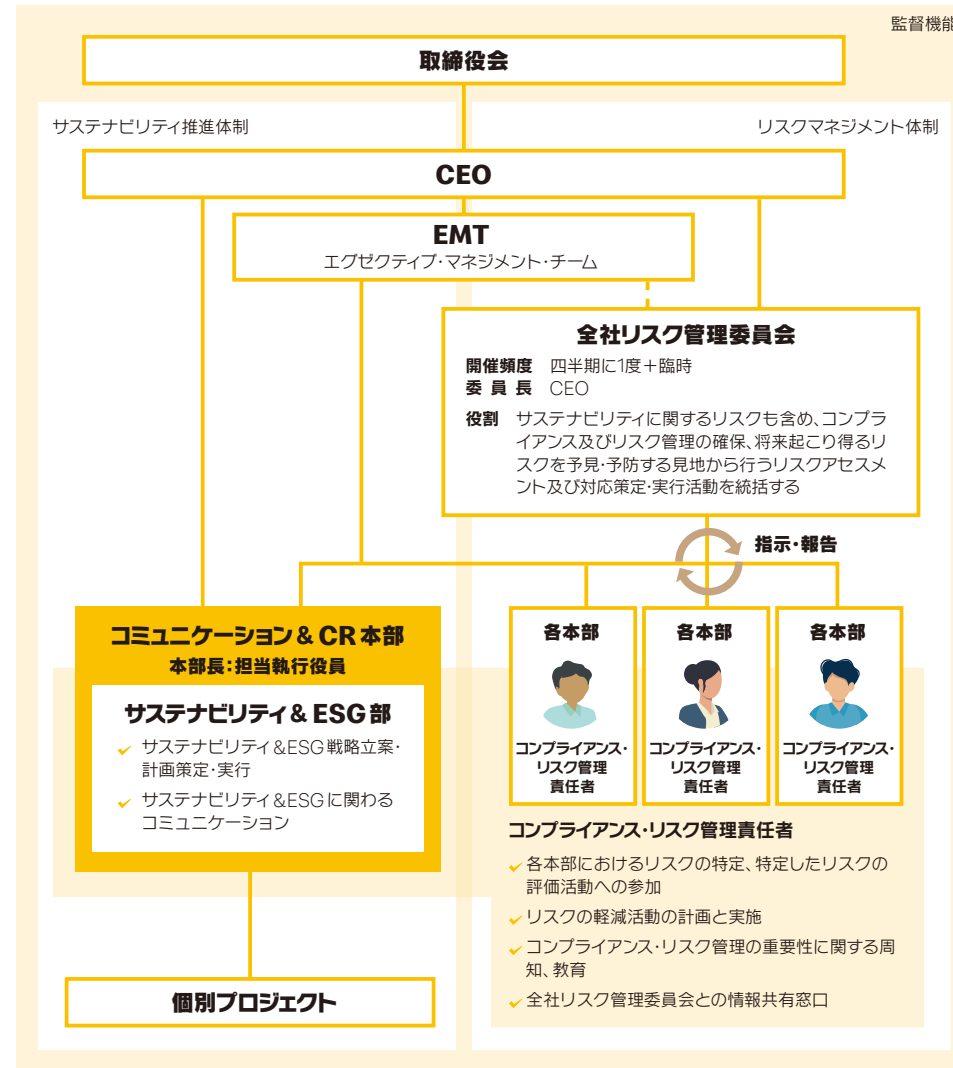 監督機能
取締役会
サステナビリティ推進体制
リスクマネジメント体制
CEO
EMT
エグゼクティブ・マネジメント・チーム
全社リスク管理委員会
開催頻度 四半期に1度＋臨時
委員長 CEO
役割 サステナビリティに関するリスクも含め、コンプラ
イアンス及びリスク管理の確保、将来起こり得るリ
スクを予見・予防する見地から行うリスクアセスメ
ント及び対応策定・実行活動を統括する
指示・報告
コミュニケーション & CR 本部
本部長：担当執行役員
サステナビリティ & ESG 部
サステナビリティ&ESG 戦略立案・
計画策定・実行
サステナビリティ&ESG に関わる
コミュニケーション
個別プロジェクト
各本部
コンプライアンス・
リスク管理
責任者
各本部
コンプライアンス・
リスク管理
責任者
各本部
コンプライアンス・
リスク管理
責任者
コンプライアンス・リスク管理責任者
各本部におけるリスクの特定、特定したリスクの
評価活動への参加
リスクの軽減活動の計画と実施
コンプライアンス・リスク管理の重要性に関する周
知、教育
全社リスク管理委員会との情報共有窓口